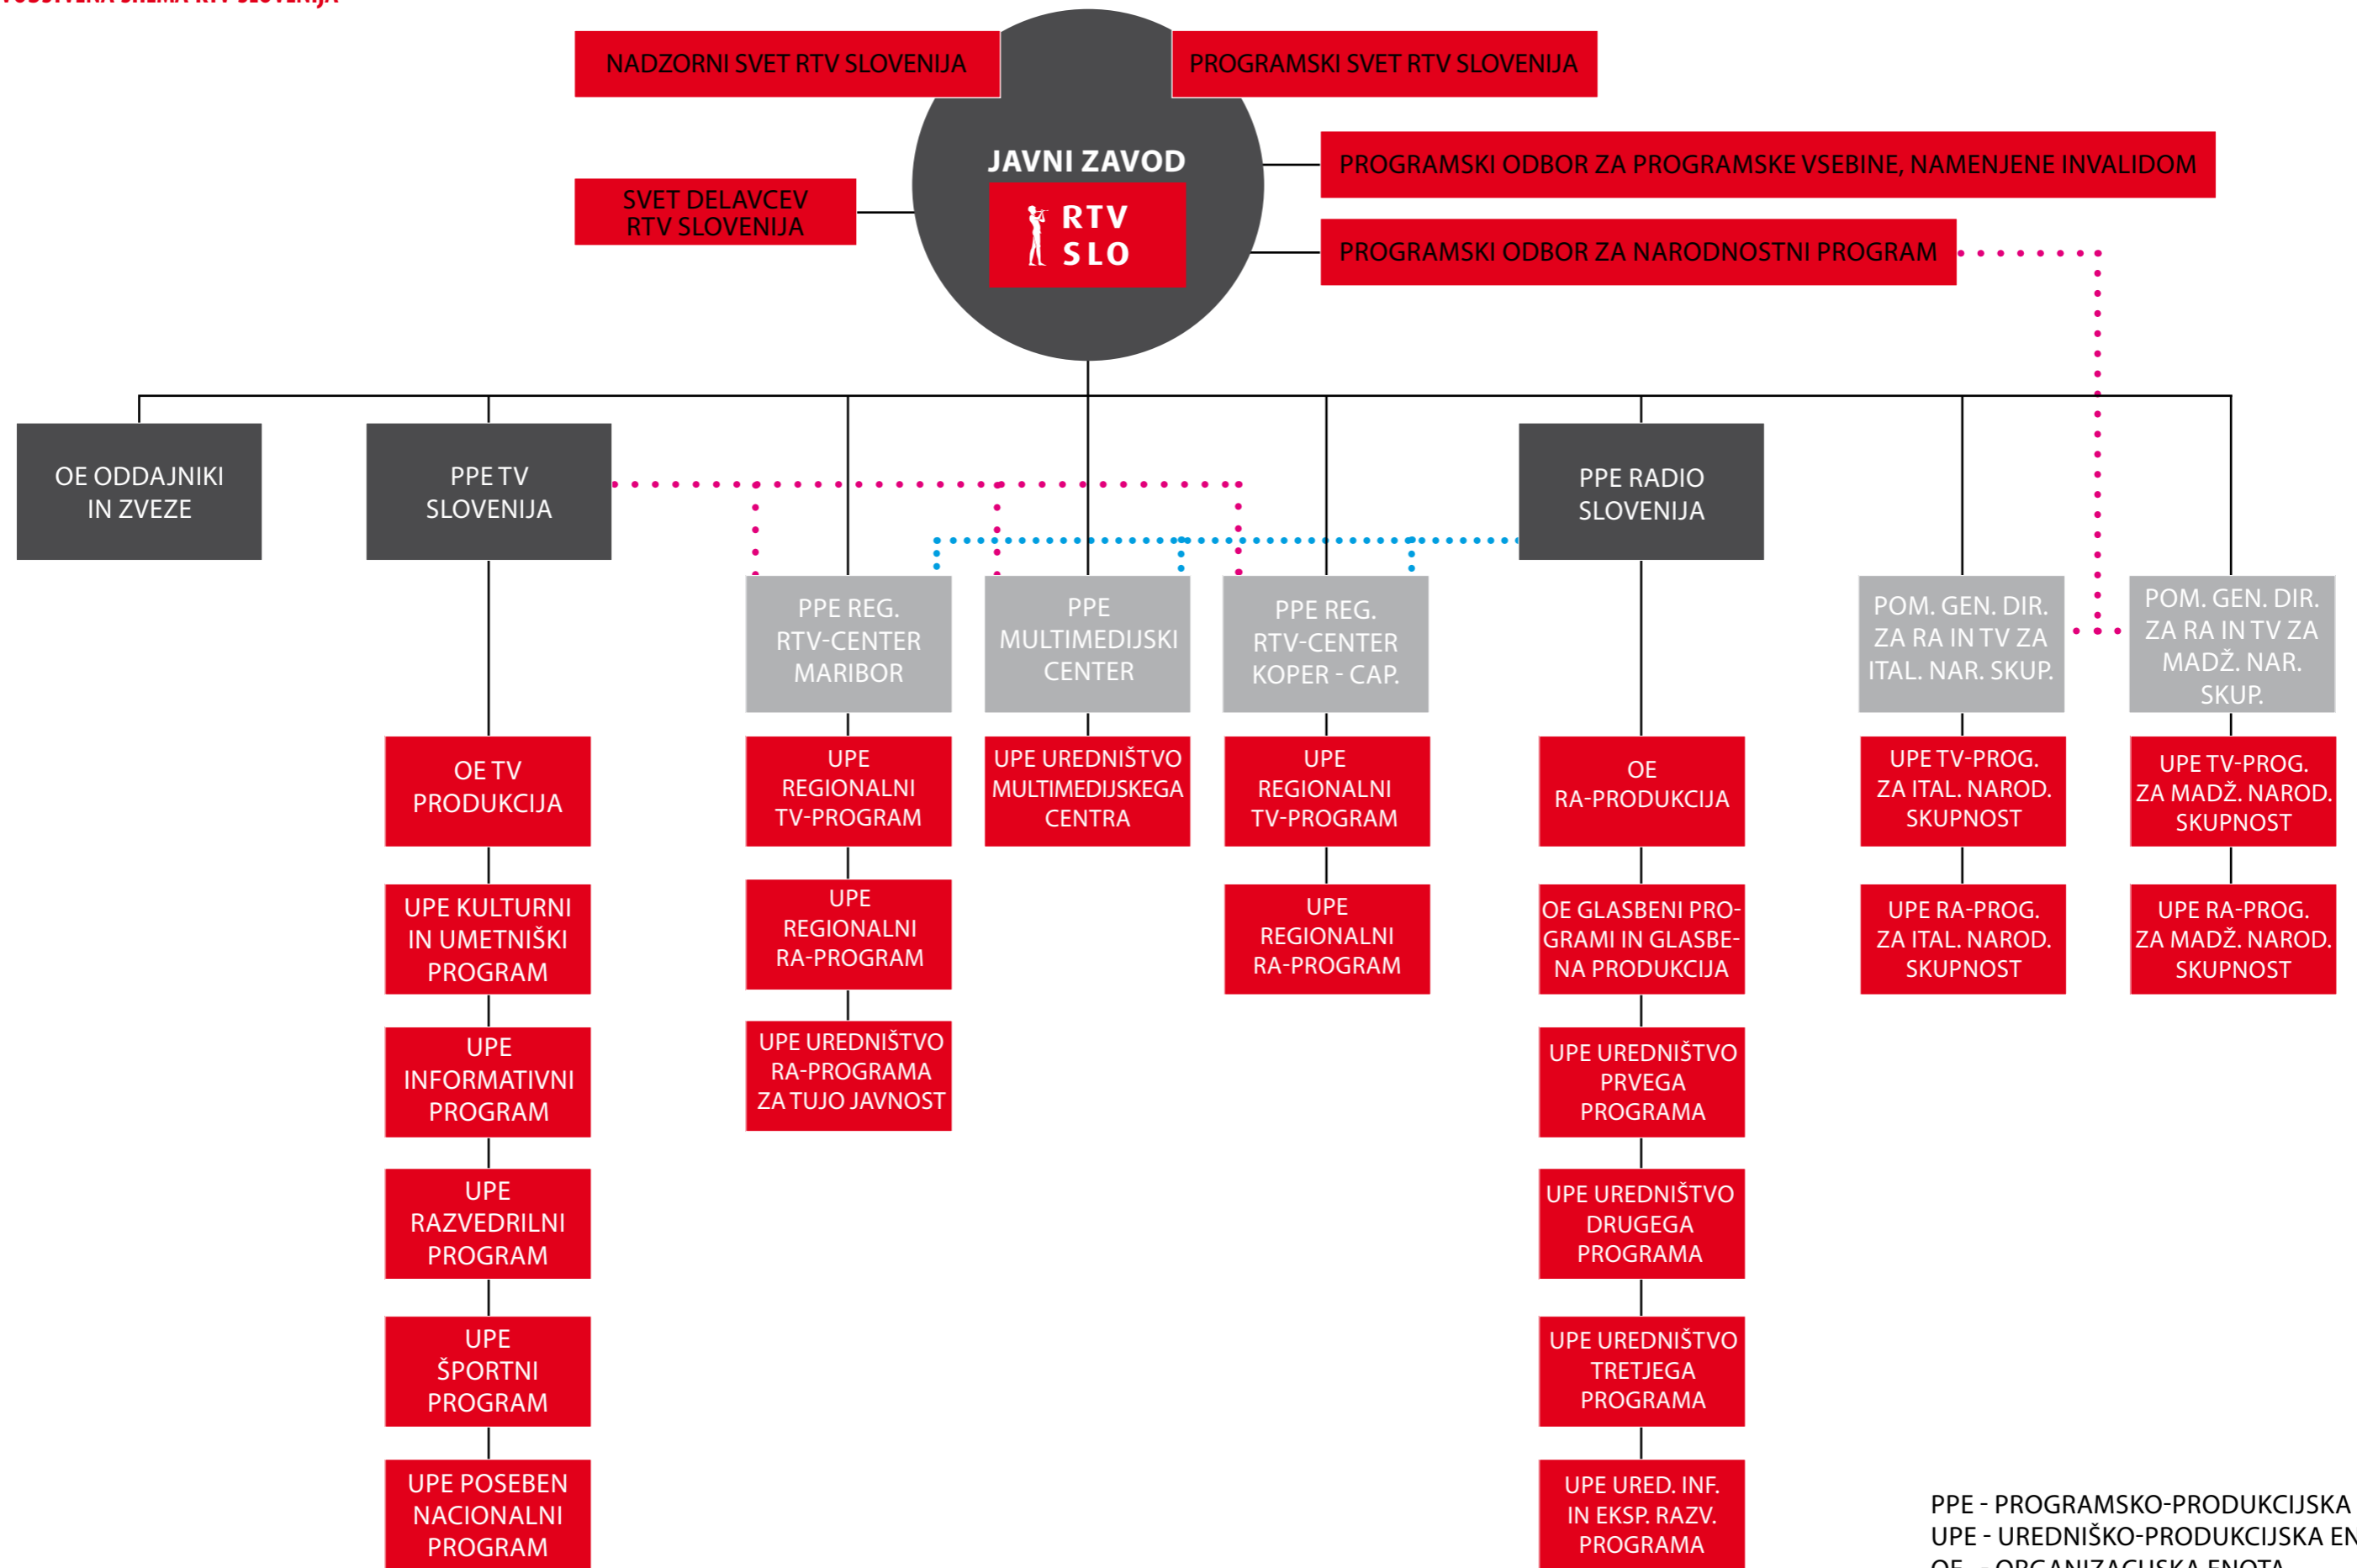 SHEMA RTV SLOVENIJA
NADZORNI SVET RTV SLOVENIJA
PROGRAMSKI SVET RTV SLOVENIJA
JAVNI ZAVOD
RTV
SLO
SVET DELAVCEV
RTV SLOVENIJA
PROGRAMSKI ODBOR ZA PROGRAMSKE VSEBINE, NAMENJENE INVALIDOM
PROGRAMSKI ODBOR ZA NARODNOSTNI PROGRAM
OE ODDAJNIKI
IN ZVEZE
PPE TV
SLOVENIJA
PPE RADIO
SLOVENIJA
PPE REG.
RTV-CENTER
MARIBOR
PPE
MULTIMEDIJSKI
CENTER
PPE REG.
RTV-CENTER
KOPER - CAP.
POM. GEN. DIR.
ZA RA IN TV ZA
ITAL. NAR. SKUP.
POM. GEN. DIR.
ZA RA IN TV ZA
MADŽ. NAR.
SKUP.
OE TV
PRODUKCIJA
UPE KULTURNI
IN UMETNIŠKI
PROGRAM
UPE
INFORMATIVNI
PROGRAM
UPE
RAZVEDRILNI
PROGRAM
UPE
ŠPORTNI
PROGRAM
UPE POSEBEN
NACIONALNI
PROGRAM
UPE
REGIONALNI
TV-PROGRAM
UPE
REGIONALNI
RA-PROGRAM
UPE UREDNIŠTVO
RA-PROGRAMA
ZA TUJO JAVNOST
UPE UREDNIŠTVO
MULTIMEDIJSKEGA
CENTRA
UPE
REGIONALNI
TV-PROGRAM
UPE
REGIONALNI
RA-PROGRAM
OE
RA-PRODUKCIJA
OE GLASBENI PRO-
GRAMI IN GLASBE-
NA PRODUKCIJA
UPE UREDNIŠTVO
PRVEGA
PROGRAMA
UPE UREDNIŠTVO
DRUGEGA
PROGRAMA
UPE UREDNIŠTVO
TRETJEGA
PROGRAMA
UPE URED. INF.
IN EKSP. RAZV.
PROGRAMA
UPE TV-PROG.
ZA ITAL. NAROD.
SKUPNOST
UPE RA-PROG.
ZA ITAL. NAROD.
SKUPNOST
UPE TV-PROG.
ZA MADŽ. NAROD.
SKUPNOST
UPE RA-PROG.
ZA MADŽ. NAROD.
SKUPNOST
PPE - PROGRAMSKO-PRODUKCIJSKA
UPE - UREDNIŠKO-PRODUKCIJSKA EN
OE - ORGANIZACIJSKA ENOTA